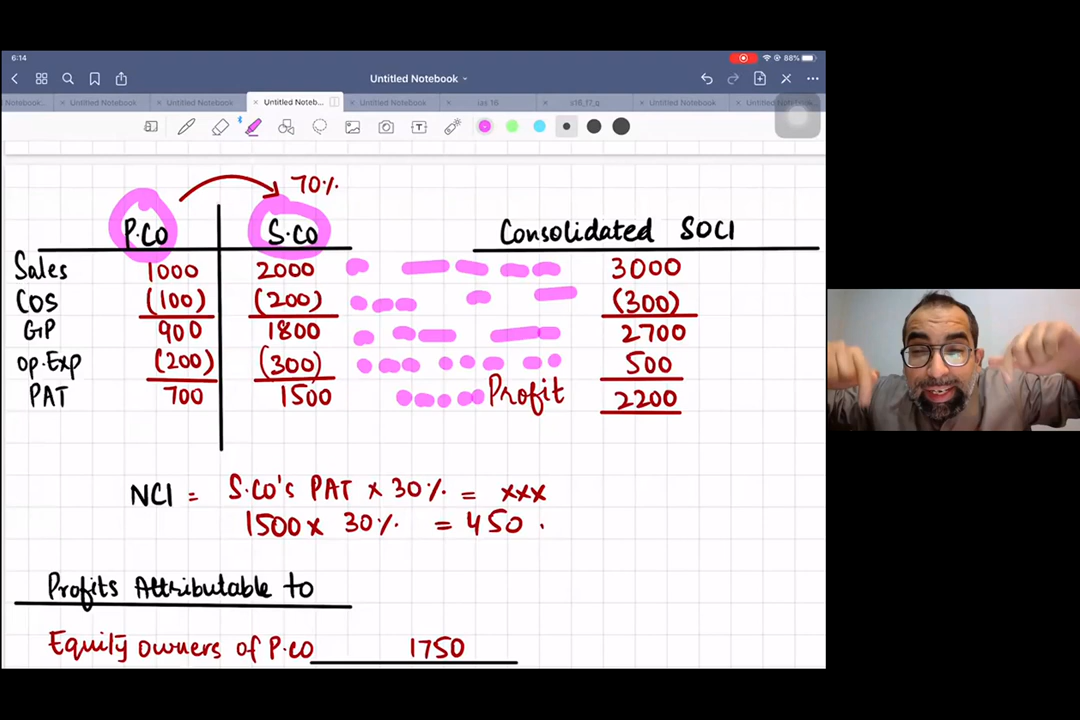 6:14
88%
Untitled Notebook
Notebook...
Untitled Notebook
Untitled Notebook
Untitled Noteb...
Untitled Notebook
ias 16
s16_17_q
Untitled Notebook
Untitled Notebook
70%
P.Co S.Co Consolidated SOCI
Sales 1000 2000 3000
COS (100) (200) (300)
GP 900 1800 2700
Op.Exp (200) (300) 500
PAT 700 1500 Profit 2200
NCI = S.Co's PAT x 30% = xxx
1500 x 30% = 450
Profits Attributable to
Equity owners of P.CO 1750